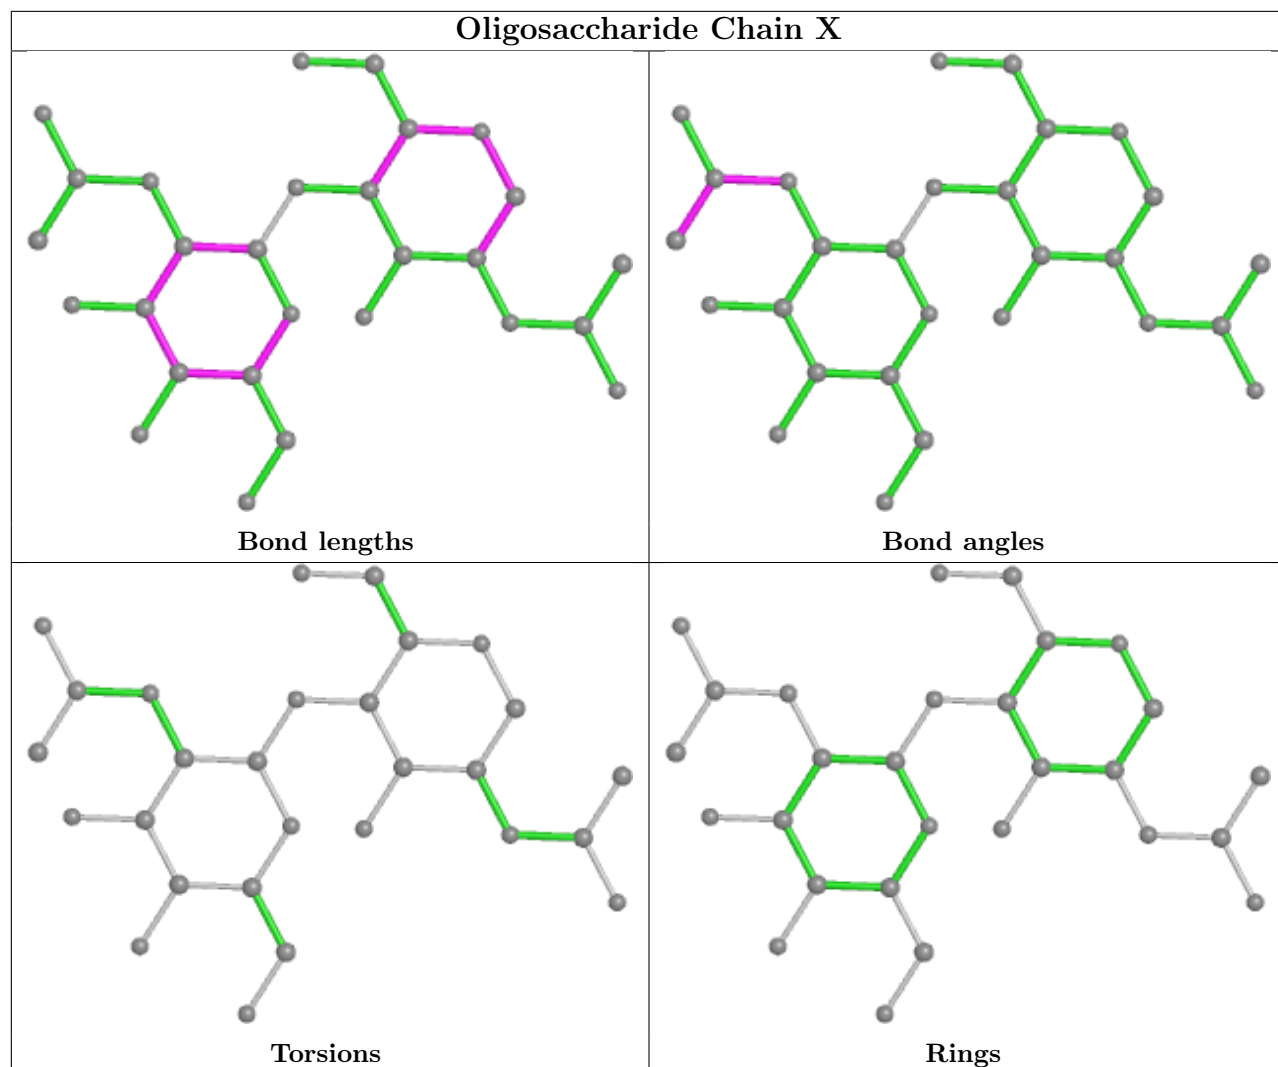 Oligosaccharide Chain X
Bond lengths
Bond angles
Torsions
Rings